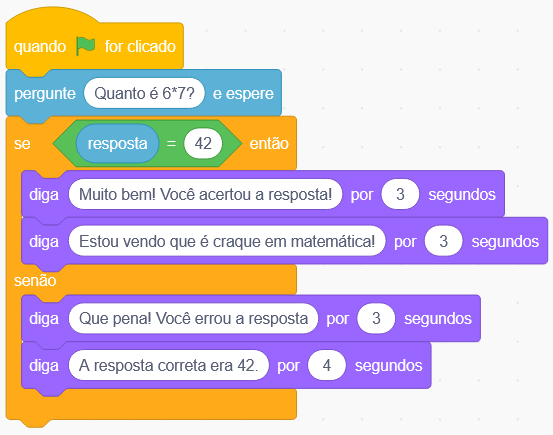 quando for clicado
pergunte Quanto é 6*7? e espere
se resposta = 42 então
diga Muito bem! Você acertou a resposta! por 3 segundos
diga Estou vendo que é craque em matemática! por 3 segundos
senão
diga Que pena! Você errou a resposta por 3 segundos
diga A resposta correta era 42. por 4 segundos